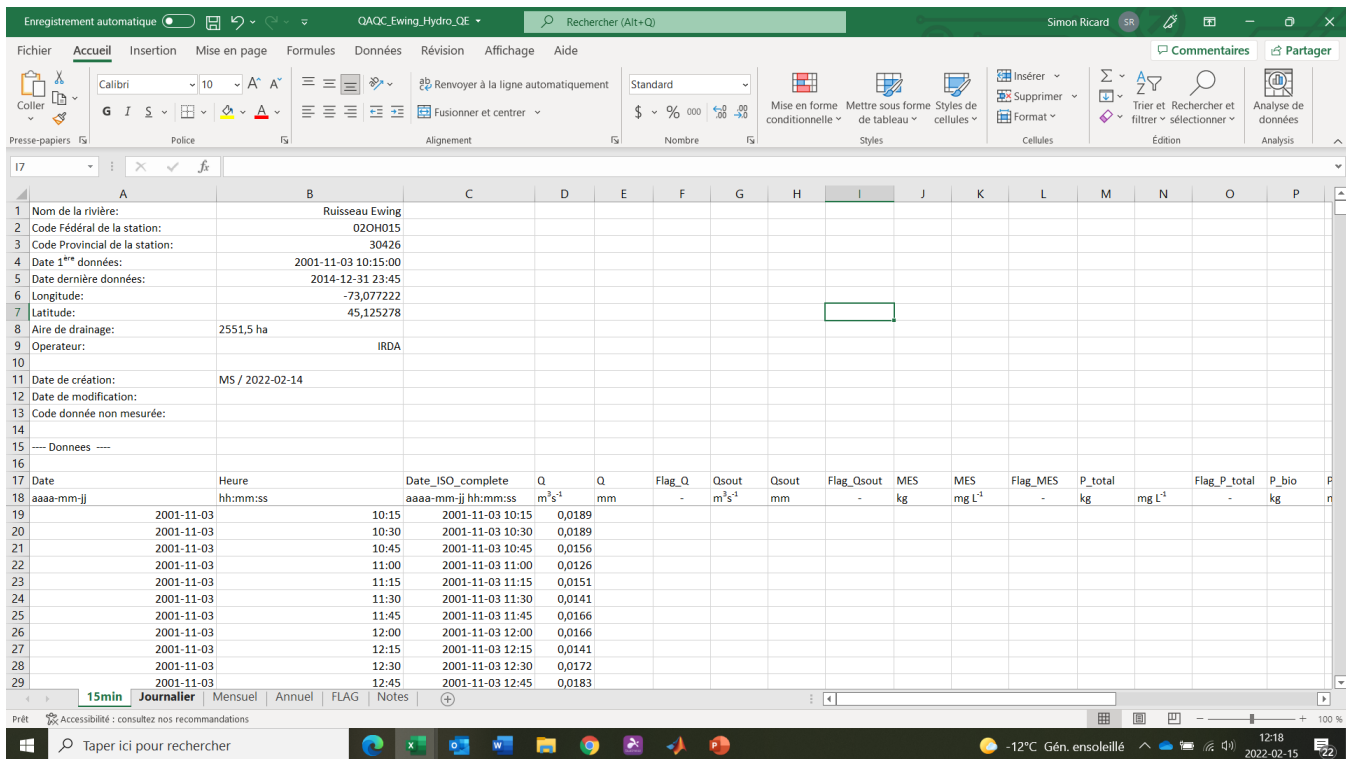 Enregistrement automatique QAQC_Ewing_Hydro_QE Rechercher (Alt+Q) Simon Ricard SR
Fichier Accueil Insertion Mise en page Formules Données Révision Affichage Aide Commentaires Partager
Coller Calibri 10 A^ A Renvoyer à la ligne automatiquement Standard Mise en forme conditionnelle Mettre sous forme de tableau Styles de cellules Insérer Supprimer Format Trier et filtrer Rechercher et sélectionner Analyse de données
G I S A Fusionner et centrer $ % 000
Presse-papiers Police Alignement Nombre Styles Cellules Édition Analysis
I7 fx
A B C D E F G H I J K L M N O P
1 Nom de la rivière: Ruisseau Ewing
2 Code Fédéral de la station: 02OH015
3 Code Provincial de la station: 30426
4 Date 1ère données: 2001-11-03 10:15:00
5 Date dernière données: 2014-12-31 23:45
6 Longitude: -73,077222
7 Latitude: 45,125278
8 Aire de drainage: 2551,5 ha
9 Operateur: IRDA
10
11 Date de création: MS / 2022-02-14
12 Date de modification:
13 Code donnée non mesurée:
14
15 ---- Donnees ----
16
17 Date Heure Date_ISO_complete Q Q Flag_Q Qsout Qsout Flag_Qsout MES MES Flag_MES P_total Flag_P_total P_bio P
18 aaaa-mm-jj hh:mm:ss aaaa-mm-jj hh:mm:ss m³s⁻¹ mm - m³s⁻¹ mm - kg mg L⁻¹ - kg mg L⁻¹ - kg
19 2001-11-03 10:15 2001-11-03 10:15 0,0189
20 2001-11-03 10:30 2001-11-03 10:30 0,0189
21 2001-11-03 10:45 2001-11-03 10:45 0,0156
22 2001-11-03 11:00 2001-11-03 11:00 0,0126
23 2001-11-03 11:15 2001-11-03 11:15 0,0151
24 2001-11-03 11:30 2001-11-03 11:30 0,0141
25 2001-11-03 11:45 2001-11-03 11:45 0,0166
26 2001-11-03 12:00 2001-11-03 12:00 0,0166
27 2001-11-03 12:15 2001-11-03 12:15 0,0141
28 2001-11-03 12:30 2001-11-03 12:30 0,0172
29 2001-11-03 12:45 2001-11-03 12:45 0,0183
15min Journalier Mensuel Annuel FLAG Notes
Prêt Accessibilité : consultez nos recommandations 100 %
Taper ici pour rechercher -12°C Gén. ensoleillé 12:18
2022-02-15 22